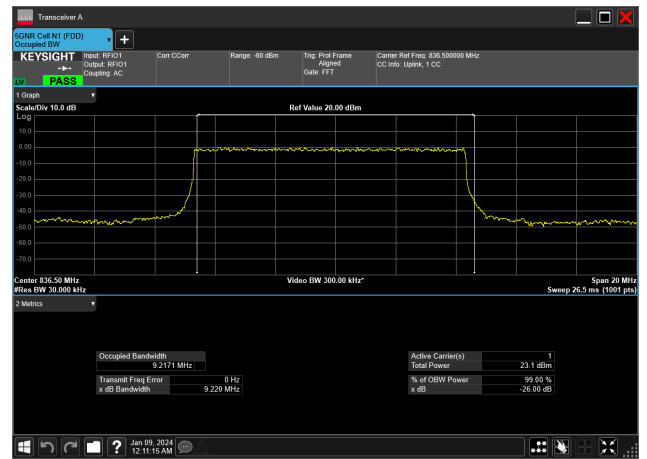 Transceiver A
5GNR Cell N1 (FDD)
Occupied BW
KEYSIGHT
Input: RFIO1
Output: RFIO1
Coupling: AC
Corr CCorr
Range: -60 dBm
Trig: Prot Frame
Aligned
Gate: FFT
Carrier Ref Freq: 836.500000 MHz
CC Info: Uplink, 1 CC
PASS
1 Graph
Scale/Div 10.0 dB
Ref Value 20.00 dBm
Log
10.0
0.00
-10.0
-20.0
-30.0
-40.0
-50.0
-60.0
-70.0
Center 836.50 MHz
Video BW 300.00 kHz*
Span 20 MHz
#Res BW 30.000 kHz
Sweep 26.5 ms (1001 pts)
2 Metrics
Occupied Bandwidth
9.2171 MHz
Active Carrier(s) 1
Total Power 23.1 dBm
Transmit Freq Error 0 Hz
x dB Bandwidth 9.220 MHz
% of OBW Power 99.00 %
x dB -26.00 dB
?
Jan 09, 2024
12:11:15 AM